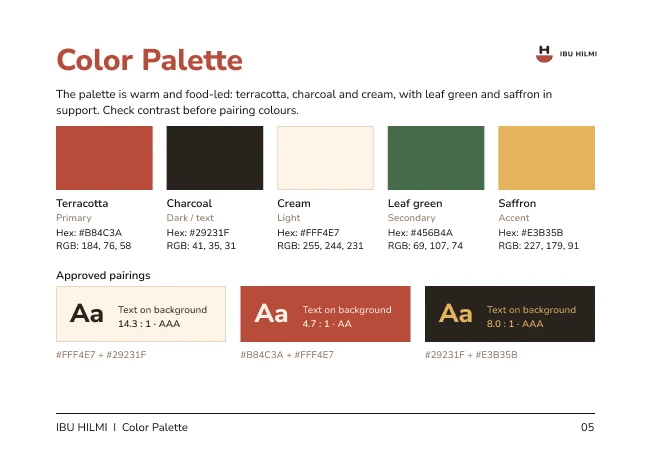 Color Palette
IBU HILMI
The palette is warm and food-led: terracotta, charcoal and cream, with leaf green and saffron in
support. Check contrast before pairing colours.
Terracotta
Primary
Hex: #B84C3A
RGB: 184, 76, 58
Charcoal
Dark / text
Hex: #29231F
RGB: 41, 35, 31
Cream
Light
Hex: #FFF4E7
RGB: 255, 244, 231
Leaf green
Secondary
Hex: #456B4A
RGB: 69, 107, 74
Saffron
Accent
Hex: #E3B35B
RGB: 227, 179, 91
Approved pairings
Aa
Text on background
14.3 : 1 · AAA
#FFF4E7 + #29231F
Aa
Text on background
4.7 : 1 · AA
#B84C3A + #FFF4E7
Aa
Text on background
8.0 : 1 · AAA
#29231F + #E3B35B
IBU HILMI | Color Palette
05